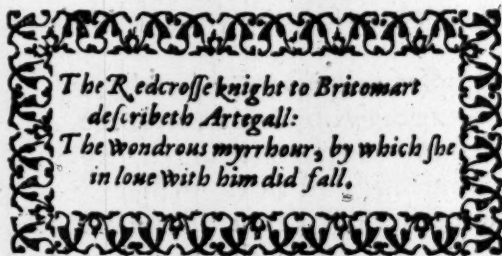 The Redcrosse knight to Britomart
describeth Artegall:
The wondrous myrrhour, by which she
in loue with him did fall.